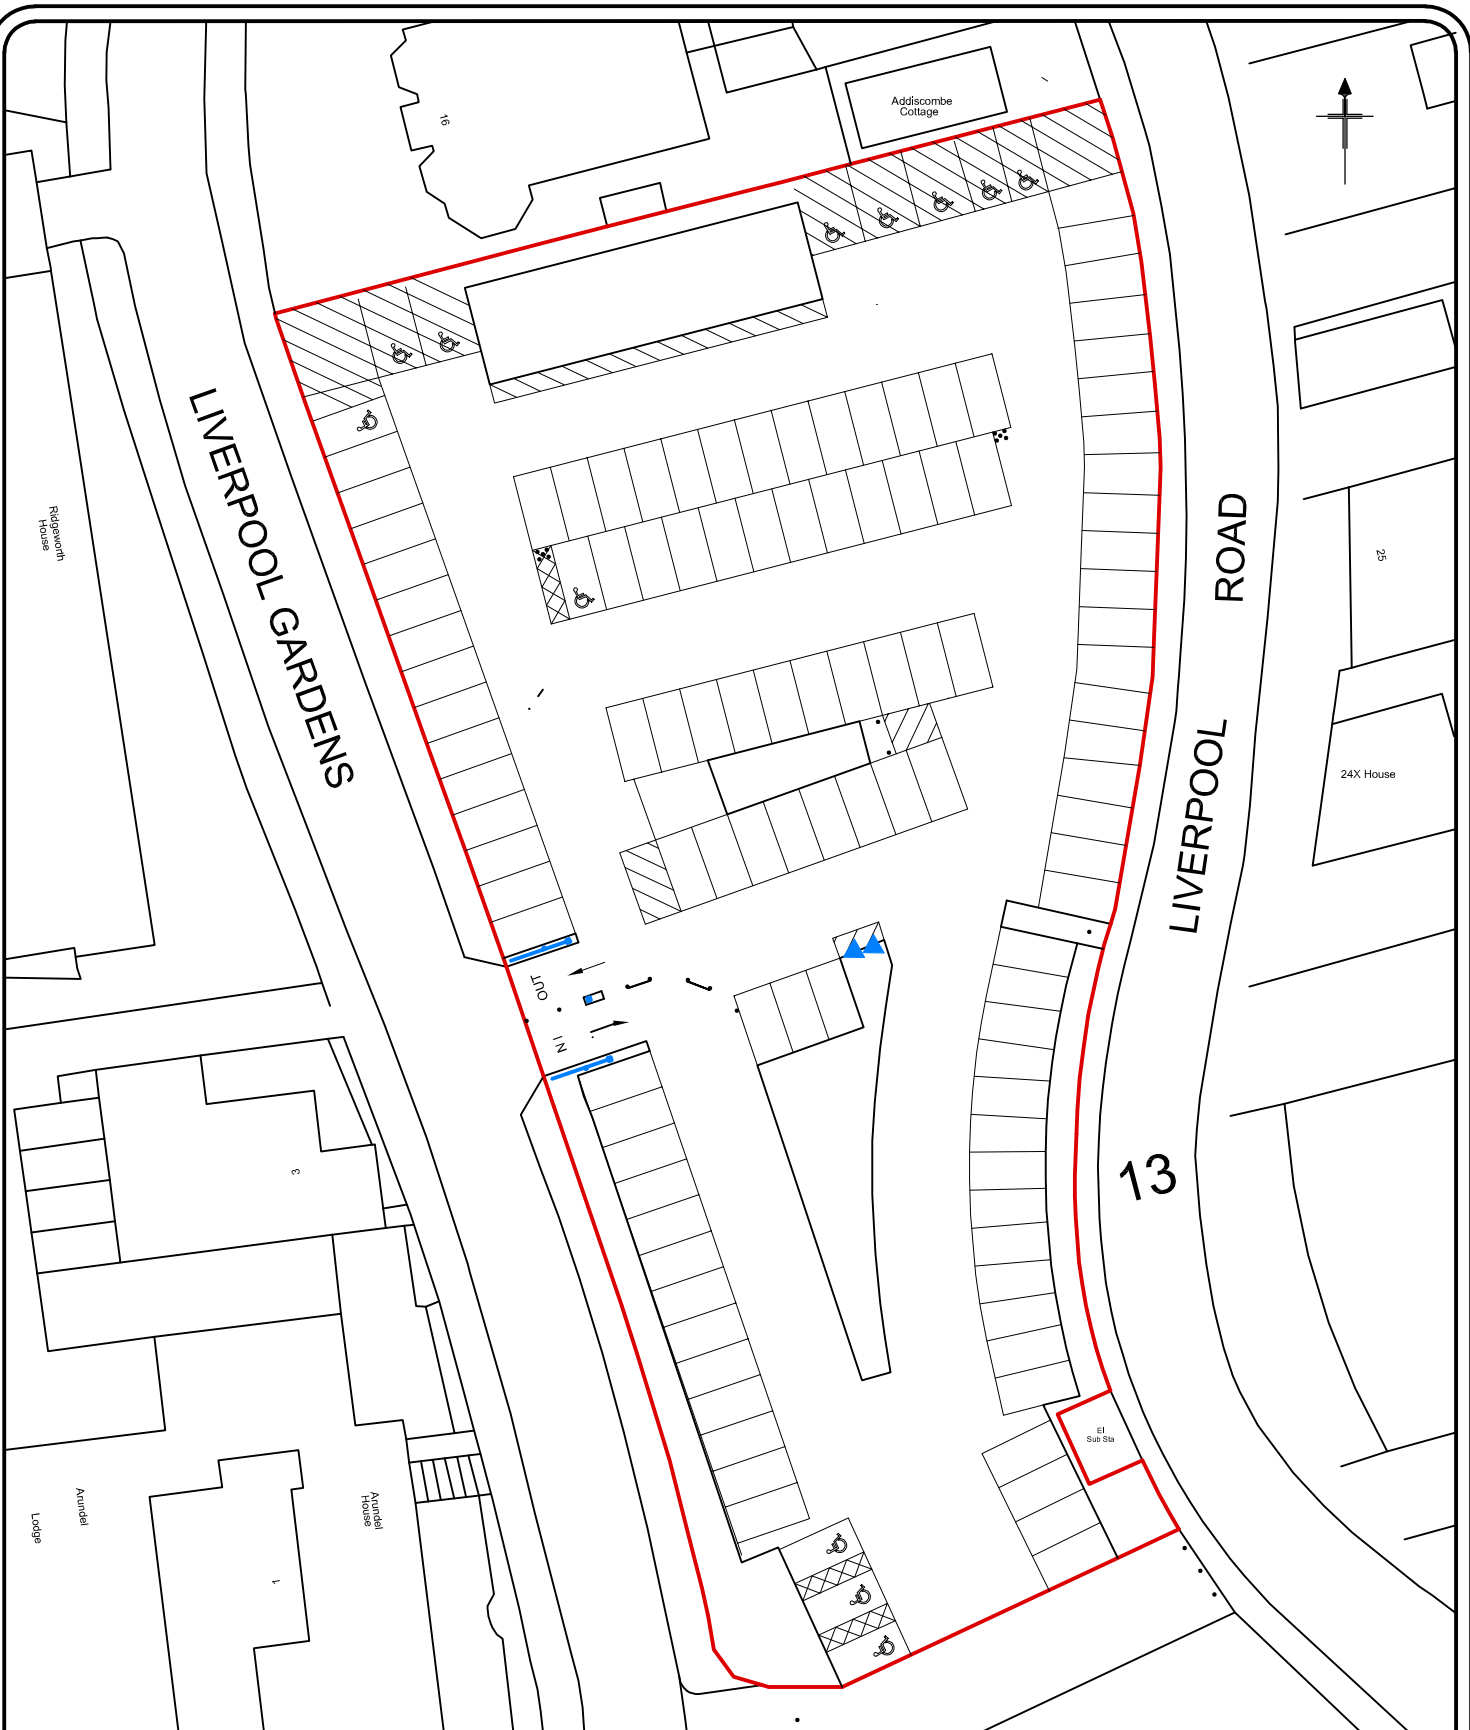 Addiscombe
Cottage
16
LIVERPOOL GARDENS
Ridgeworth
House
ROAD
LIVERPOOL
25
24X House
OUT
IN
13
3
El
Sub Sta
Arundel
Lodge
Arundel
House
1